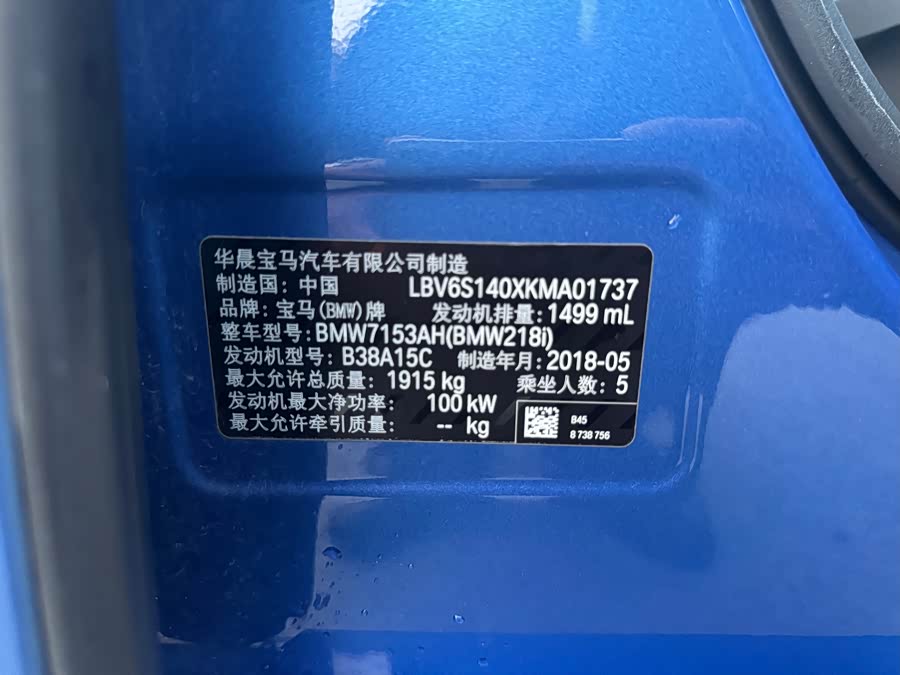 华晨宝马汽车有限公司制造
制造国：中国 LBV6S140XKMA01737
品牌：宝马(BMW)牌 发动机排量：1499 mL
整车型号：BMW7153AH(BMW218i)
发动机型号：B38A15C 制造年月：2018-05
最大允许总质量：1915 kg 乘坐人数：5
发动机最大净功率： 100 kW
最大允许牵引质量： -- kg
B45
8 738 756